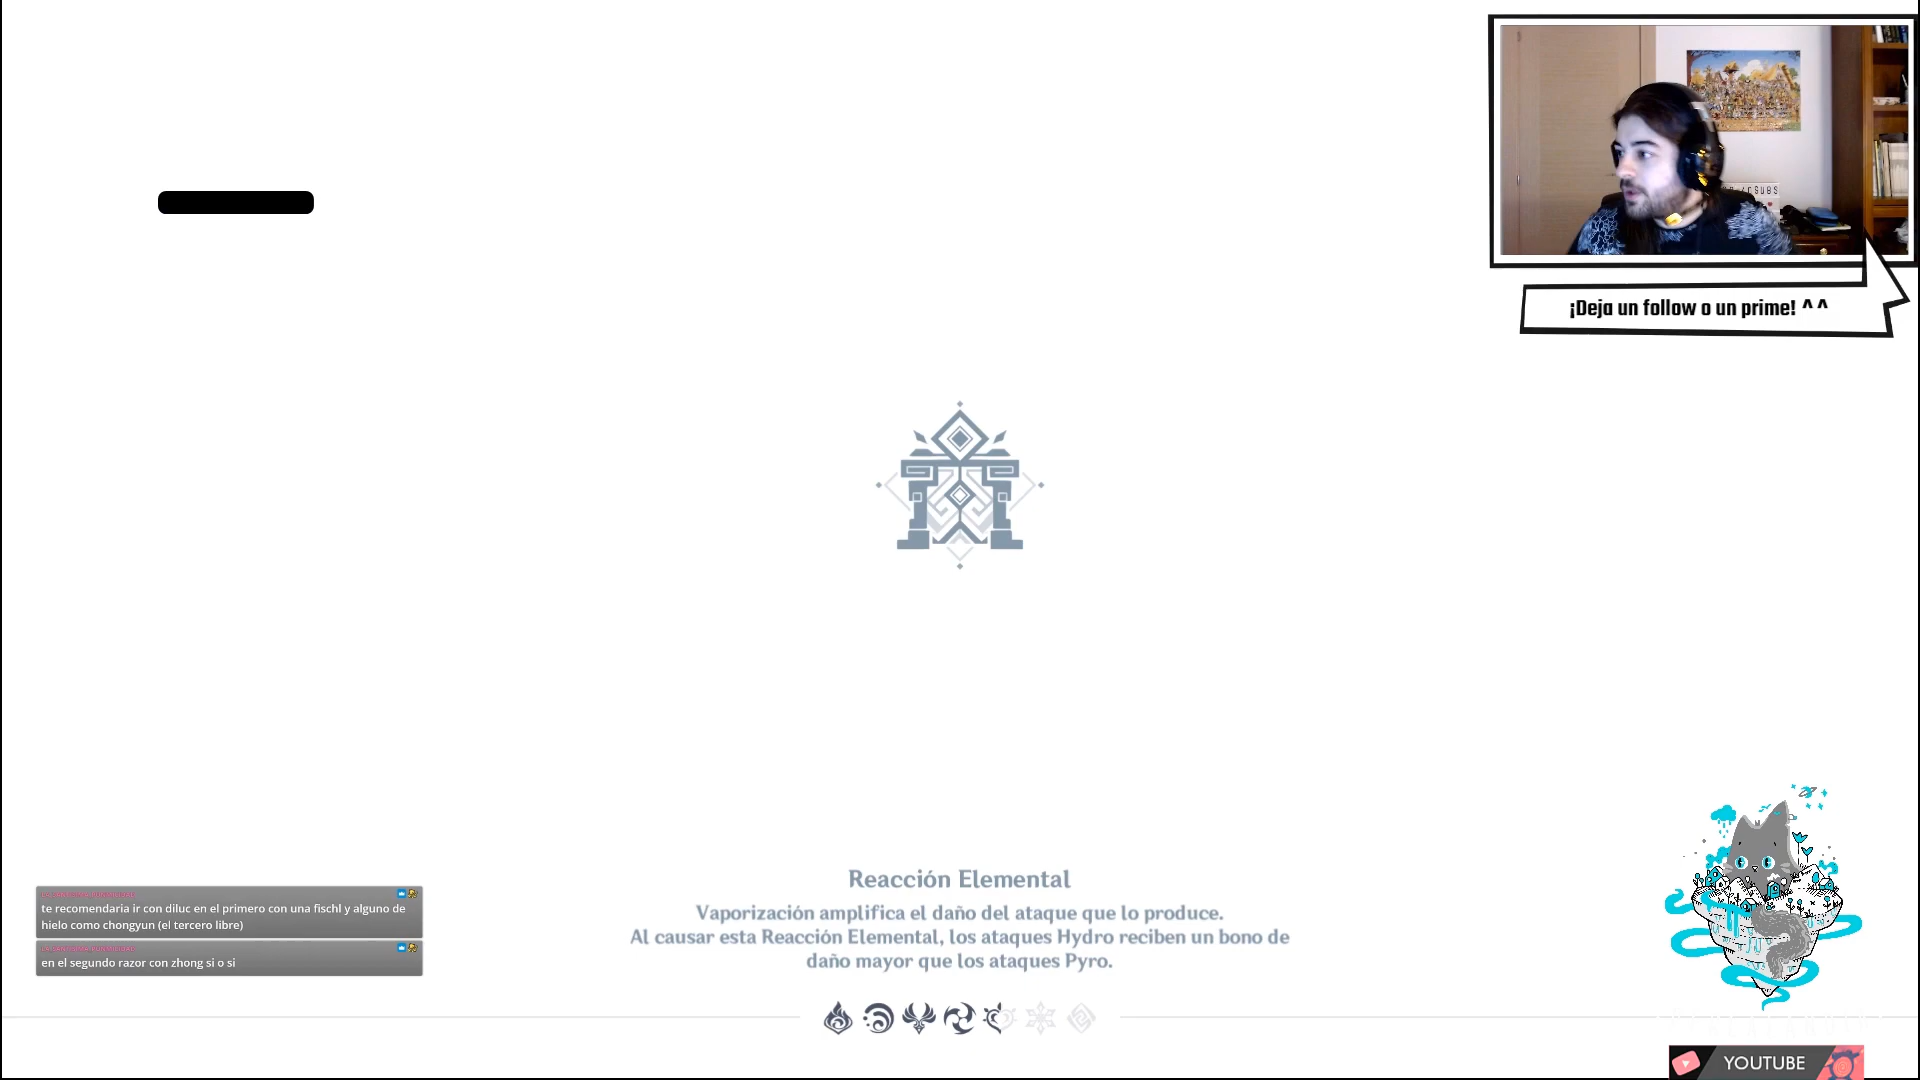 ¡Deja un follow o un prime! ^^
te recomendaria ir con diluc en el primero con una fischl y alguno de
hielo como chongyun (el tercero libre)
en el segundo razor con zhong si o si
Reacción Elemental
Vaporización amplifica el daño del ataque que lo produce.
Al causar esta Reacción Elemental, los ataques Hydro reciben un bono de
daño mayor que los ataques Pyro.
YOUTUBE